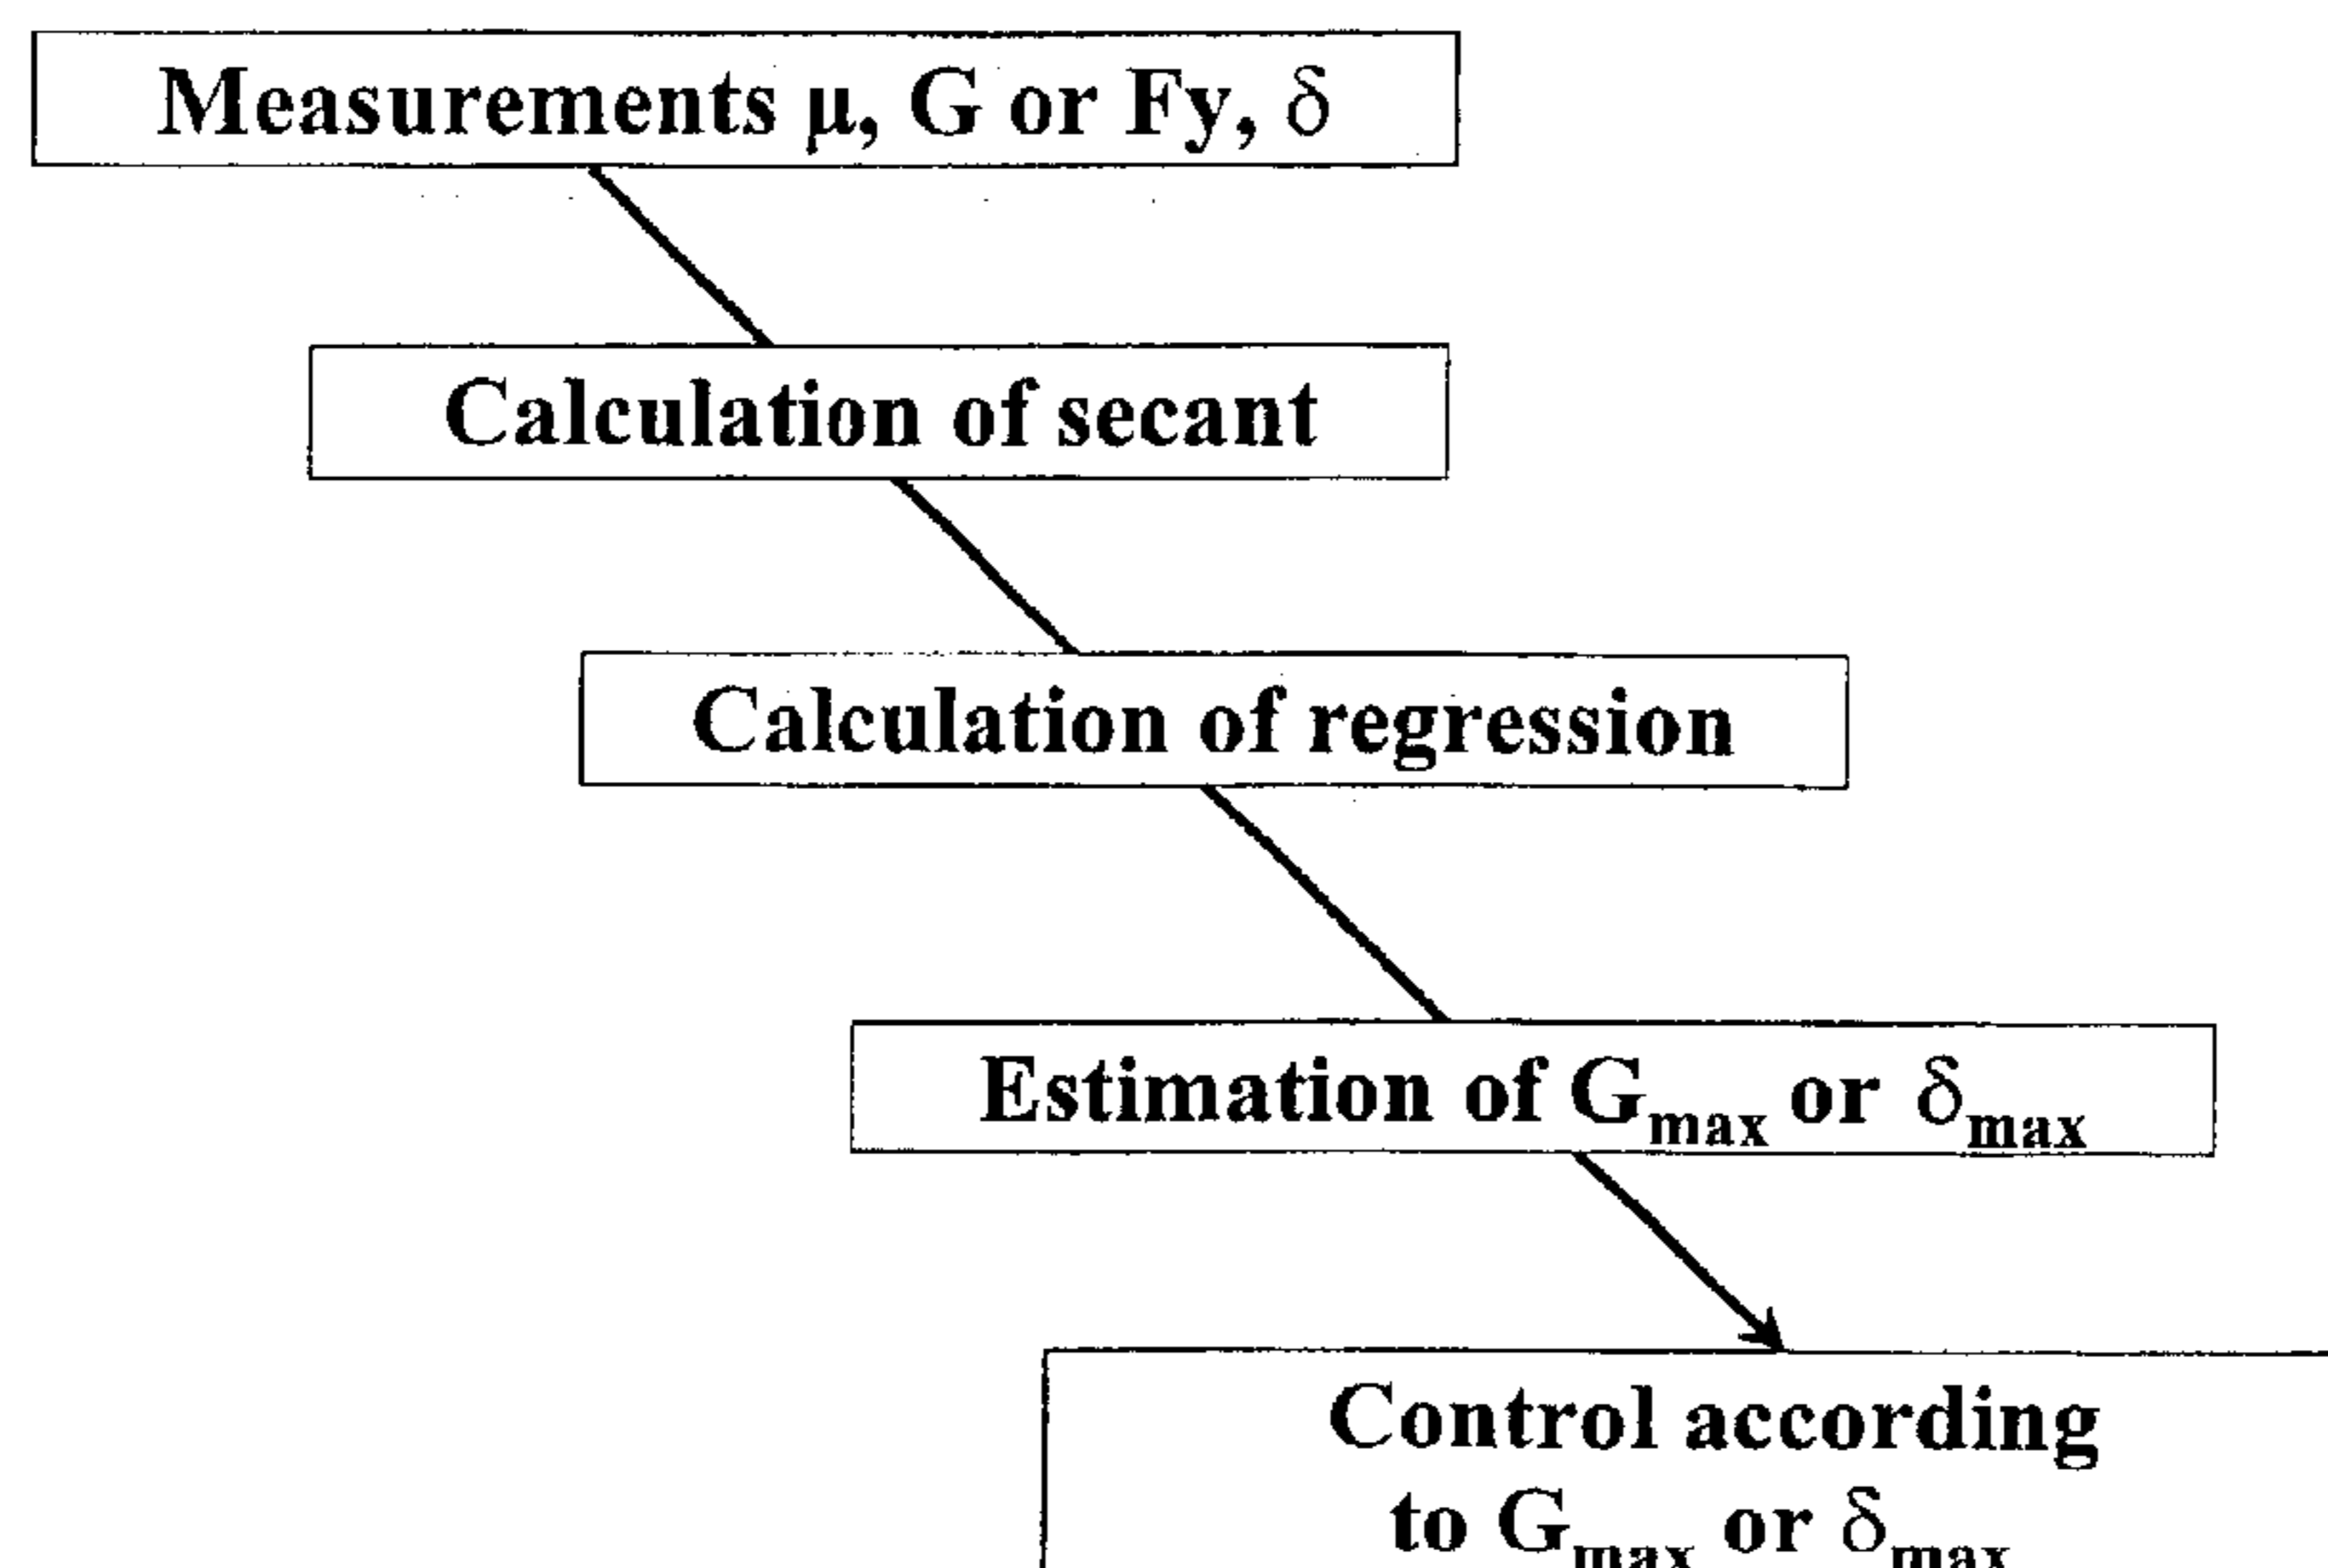 Measurements μ, G or Fy, δ
Calculation of secant
Calculation of regression
Estimation of Gmax or δmax
Control according
to Gmax or δmax